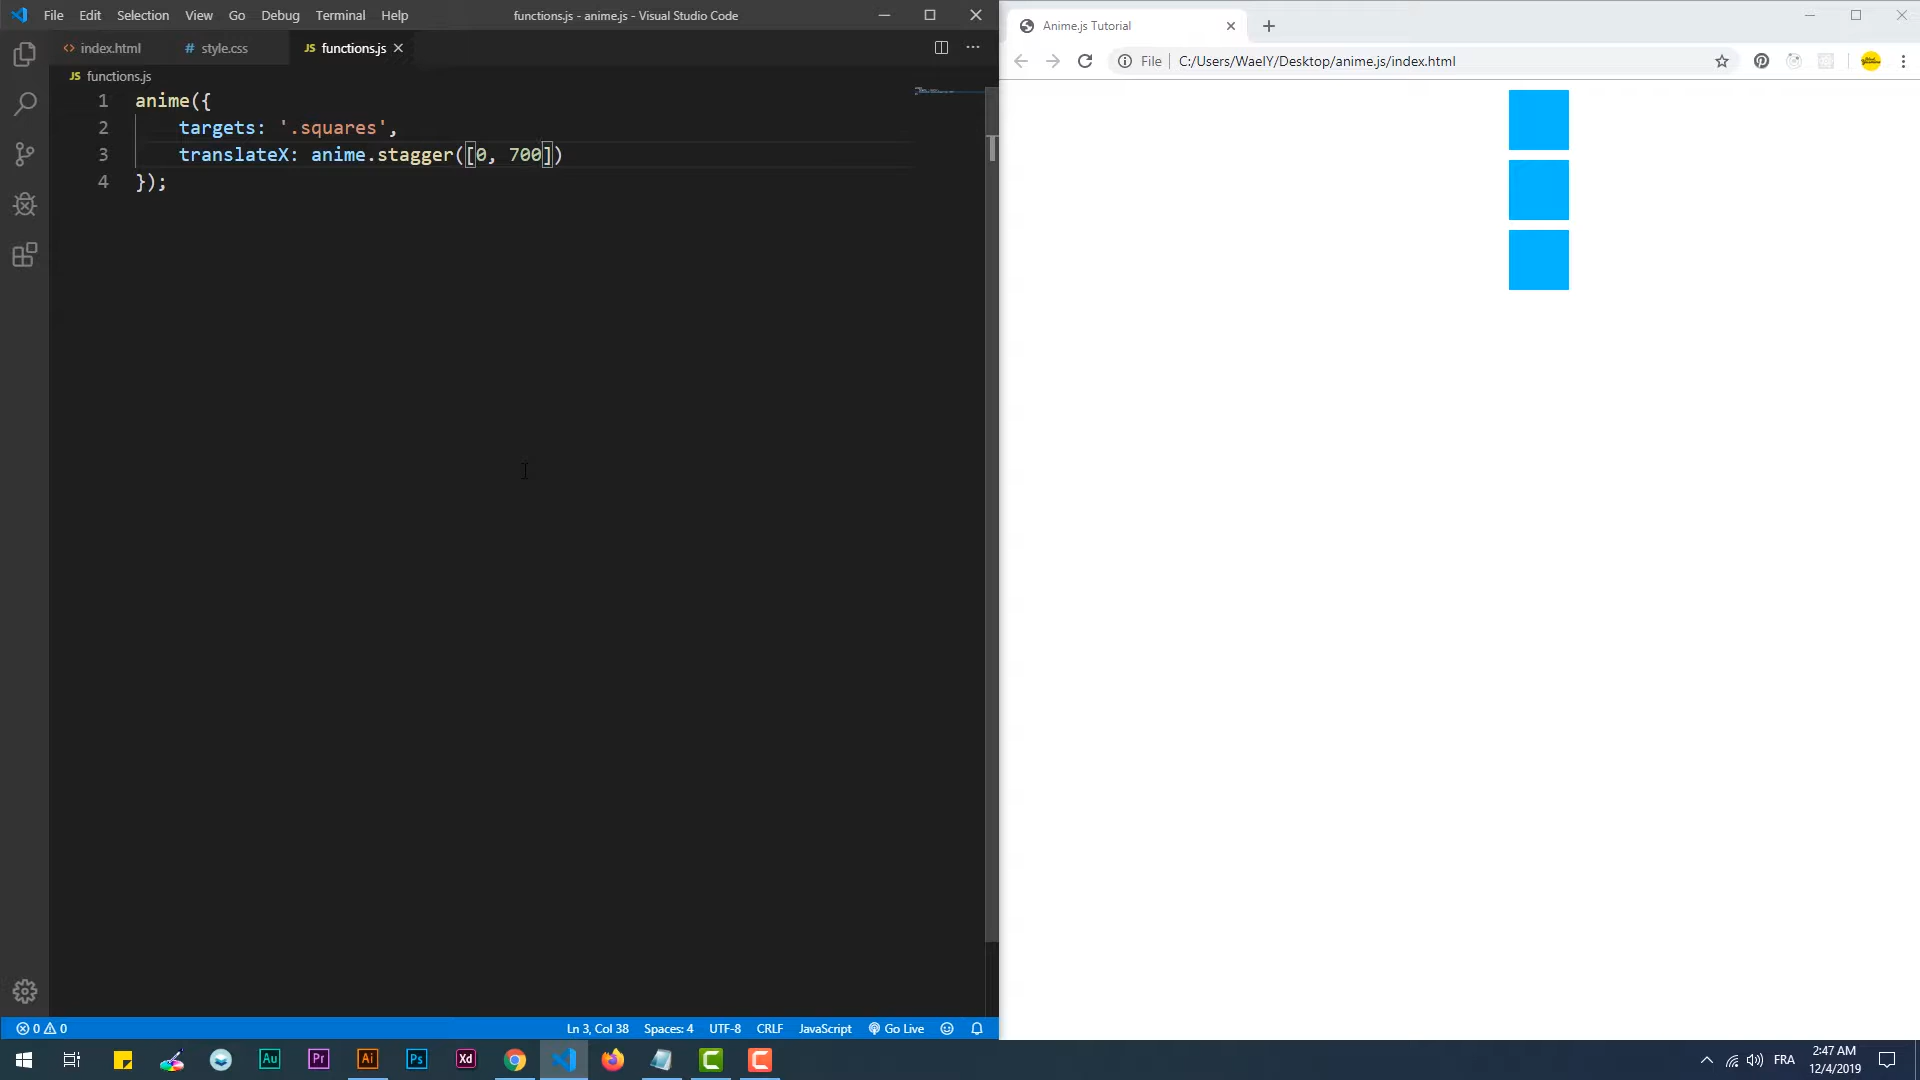 File Edit Selection View Go Debug Terminal Help
functions.js - anime.js - Visual Studio Code
<> index.html
# style.css
JS functions.js
JS functions.js
1 anime({
2     targets: '.squares',
3     translateX: anime.stagger([0, 700])
4 });
0 0
Ln 3, Col 38 Spaces: 4 UTF-8 CRLF JavaScript Go Live
Anime.js Tutorial
File C:/Users/WaelY/Desktop/anime.js/index.html
Au Pr Ai Ps Xd
FRA
2:47 AM
12/4/2019